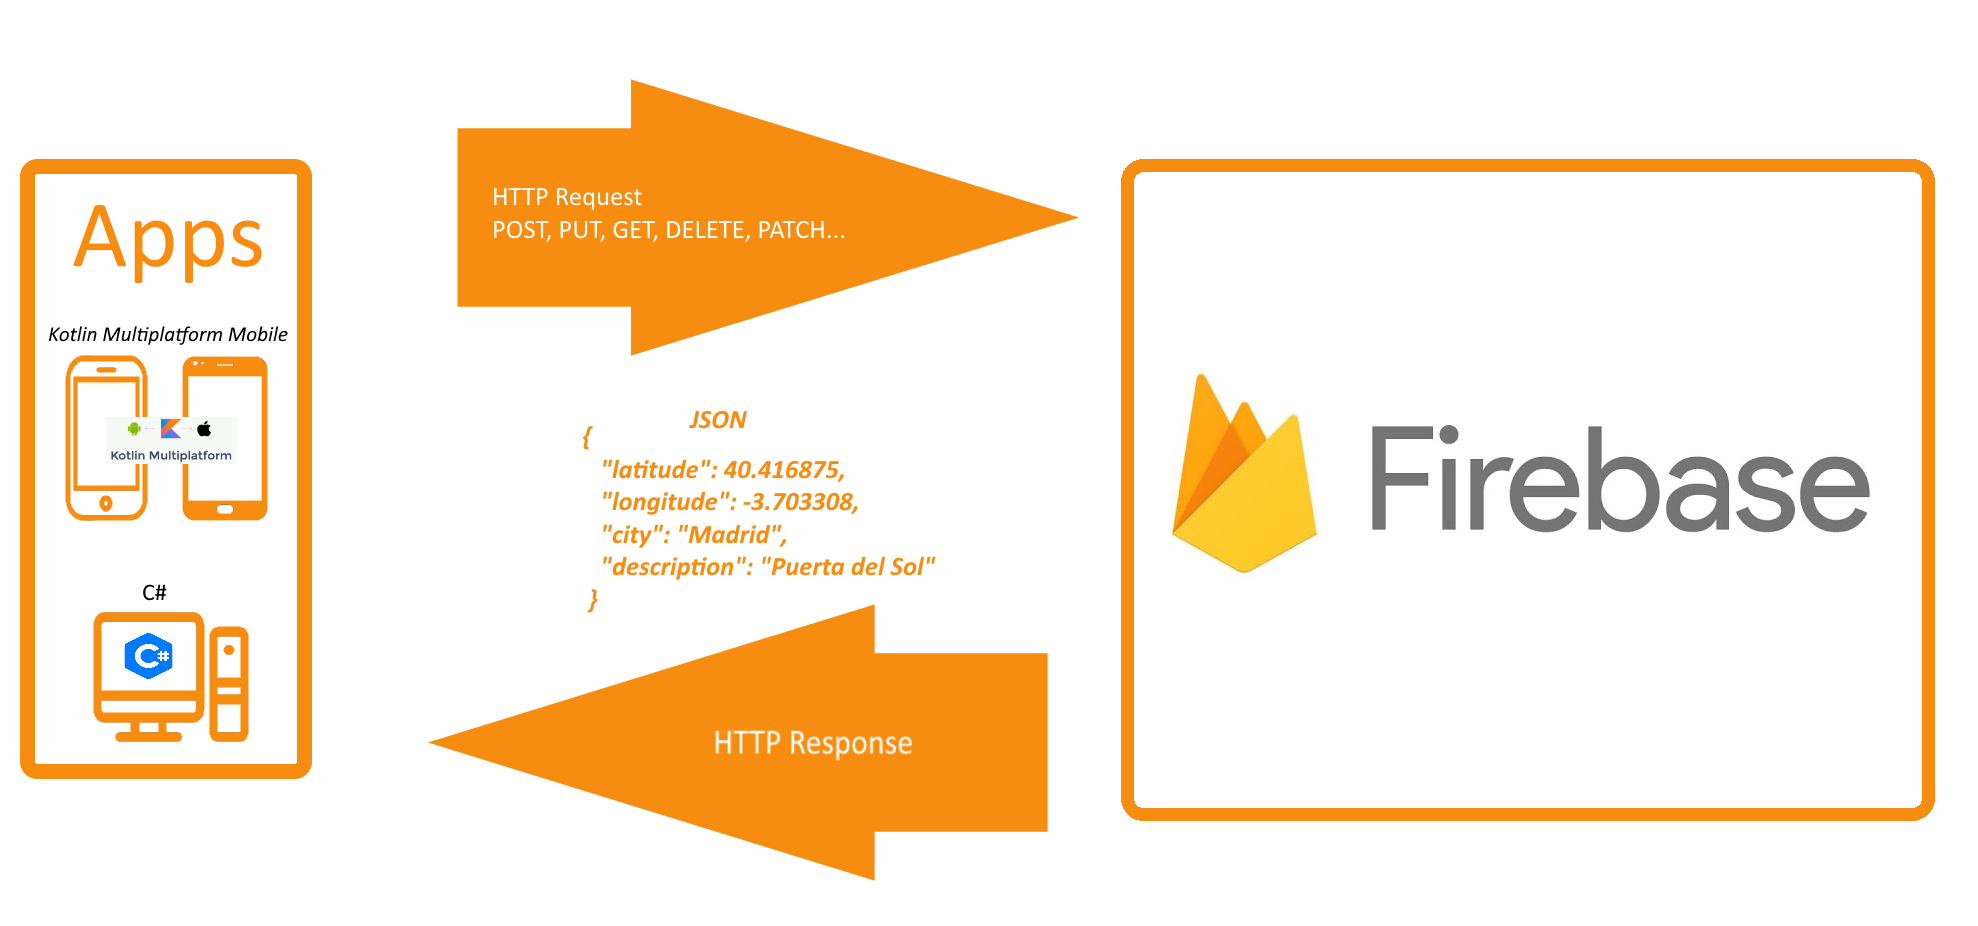 Apps
Kotlin Multiplatform Mobile
Kotlin Multiplatform
C#
C#
HTTP Request
POST, PUT, GET, DELETE, PATCH...
JSON
{
"latitude": 40.416875,
"longitude": -3.703308,
"city": "Madrid",
"description": "Puerta del Sol"
}
HTTP Response
Firebase